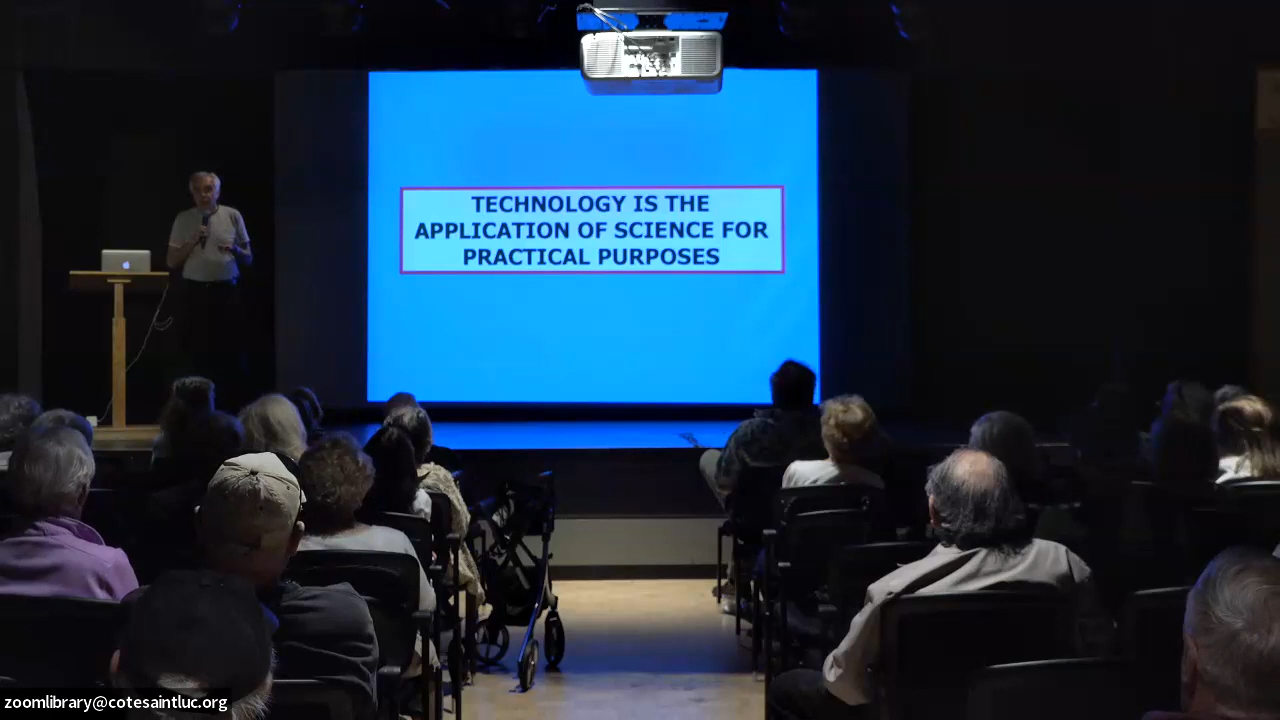 TECHNOLOGY IS THE
APPLICATION OF SCIENCE FOR
PRACTICAL PURPOSES
zoomlibrary@cotesaintluc.org